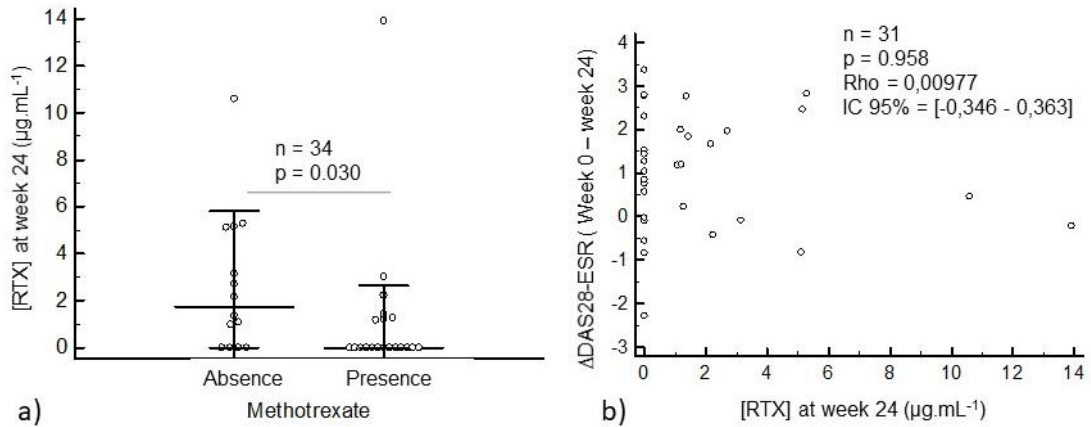 14
12
10
8
6
4
2
0
[RTX] at week 24 (µg.mL⁻¹)
n = 34
p = 0.030
Absence Presence
Methotrexate
a)
4
3
2
1
0
-1
-2
-3
ΔDAS28-ESR ( Week 0 – week 24)
n = 31
p = 0.958
Rho = 0,00977
IC 95% = [-0,346 - 0,363]
0 2 4 6 8 10 12 14
[RTX] at week 24 (µg.mL⁻¹)
b)